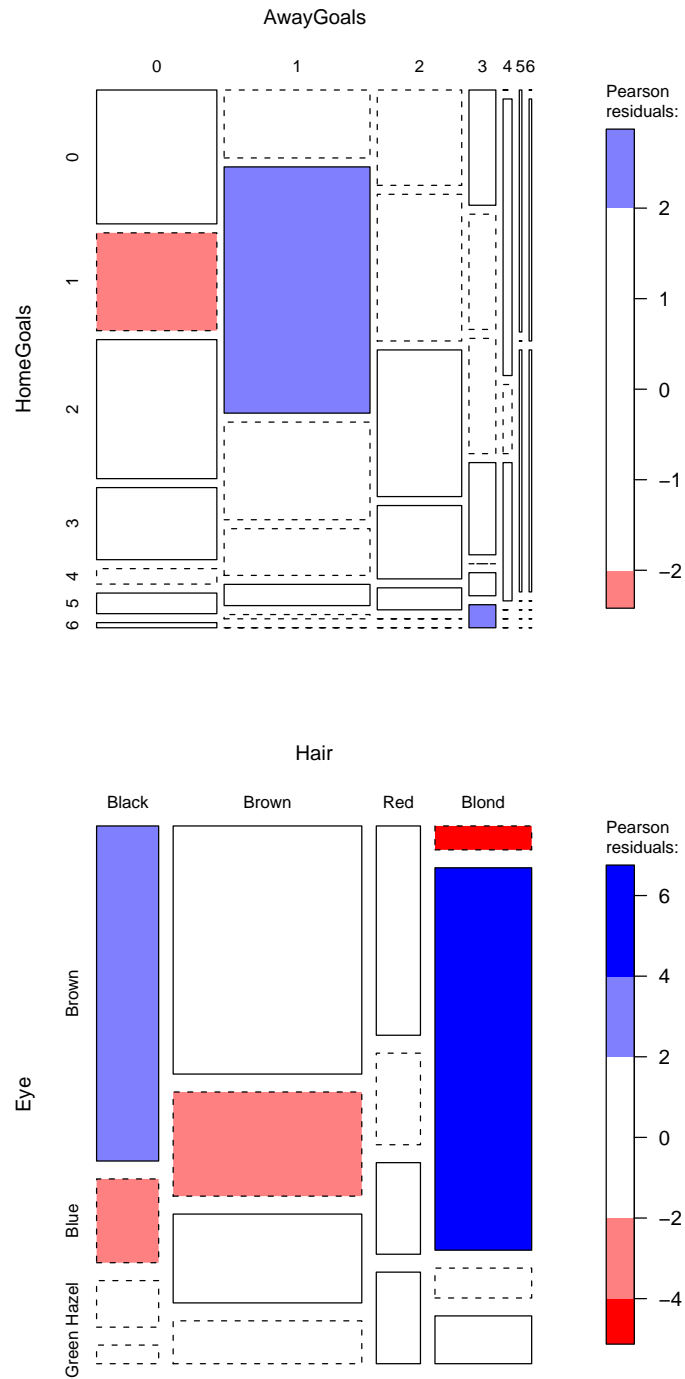 AwayGoals
0 1 2 3 4 5 6
HomeGoals
0
1
2
3
4
5
6
Pearson
residuals:
2
1
0
−1
−2
Hair
Black Brown Red Blond
Eye
Brown
Blue
Hazel
Green
Pearson
residuals:
6
4
2
0
−2
−4